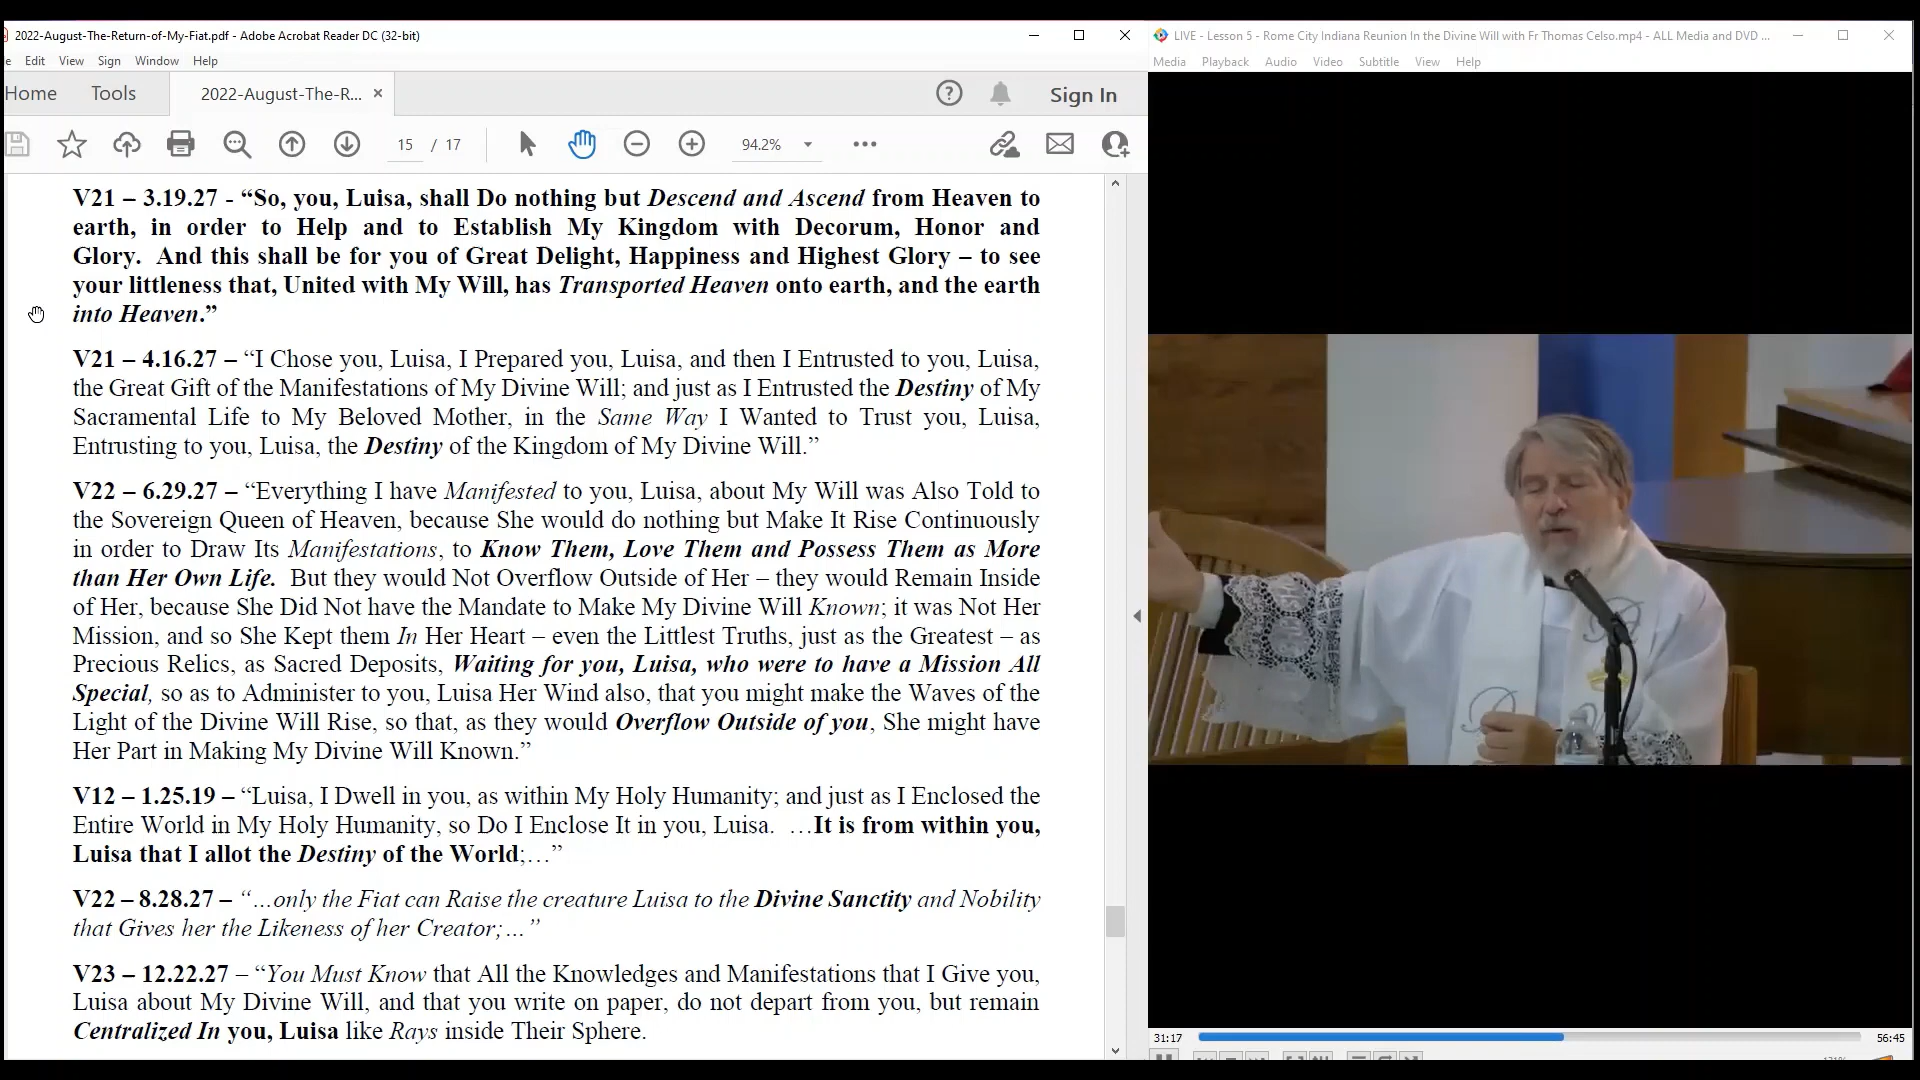 2022-August-The-Return-of-My-Fiat.pdf - Adobe Acrobat Reader DC (32-bit)
LIVE - Lesson 5 - Rome City Indiana Reunion In the Divine Will with Fr Thomas Celso.mp4 - ALL Media and DVD ...
e Edit View Sign Window Help
Media Playback Audio Video Subtitle View Help
Home Tools 2022-August-The-R... Sign In
15 / 17 94.2%
V21 – 3.19.27 - “So, you, Luisa, shall Do nothing but Descend and Ascend from Heaven to
earth, in order to Help and to Establish My Kingdom with Decorum, Honor and
Glory. And this shall be for you of Great Delight, Happiness and Highest Glory – to see
your littleness that, United with My Will, has Transported Heaven onto earth, and the earth
into Heaven.”
V21 – 4.16.27 – “I Chose you, Luisa, I Prepared you, Luisa, and then I Entrusted to you, Luisa,
the Great Gift of the Manifestations of My Divine Will; and just as I Entrusted the Destiny of My
Sacramental Life to My Beloved Mother, in the Same Way I Wanted to Trust you, Luisa,
Entrusting to you, Luisa, the Destiny of the Kingdom of My Divine Will.”
V22 – 6.29.27 – “Everything I have Manifested to you, Luisa, about My Will was Also Told to
the Sovereign Queen of Heaven, because She would do nothing but Make It Rise Continuously
in order to Draw Its Manifestations, to Know Them, Love Them and Possess Them as More
than Her Own Life. But they would Not Overflow Outside of Her – they would Remain Inside
of Her, because She Did Not have the Mandate to Make My Divine Will Known; it was Not Her
Mission, and so She Kept them In Her Heart – even the Littlest Truths, just as the Greatest – as
Precious Relics, as Sacred Deposits, Waiting for you, Luisa, who were to have a Mission All
Special, so as to Administer to you, Luisa Her Wind also, that you might make the Waves of the
Light of the Divine Will Rise, so that, as they would Overflow Outside of you, She might have
Her Part in Making My Divine Will Known.”
V12 – 1.25.19 – “Luisa, I Dwell in you, as within My Holy Humanity; and just as I Enclosed the
Entire World in My Holy Humanity, so Do I Enclose It in you, Luisa. …It is from within you,
Luisa that I allot the Destiny of the World;…”
V22 – 8.28.27 – “…only the Fiat can Raise the creature Luisa to the Divine Sanctity and Nobility
that Gives her the Likeness of her Creator;…”
V23 – 12.22.27 – “You Must Know that All the Knowledges and Manifestations that I Give you,
Luisa about My Divine Will, and that you write on paper, do not depart from you, but remain
Centralized In you, Luisa like Rays inside Their Sphere.
31:17 56:45